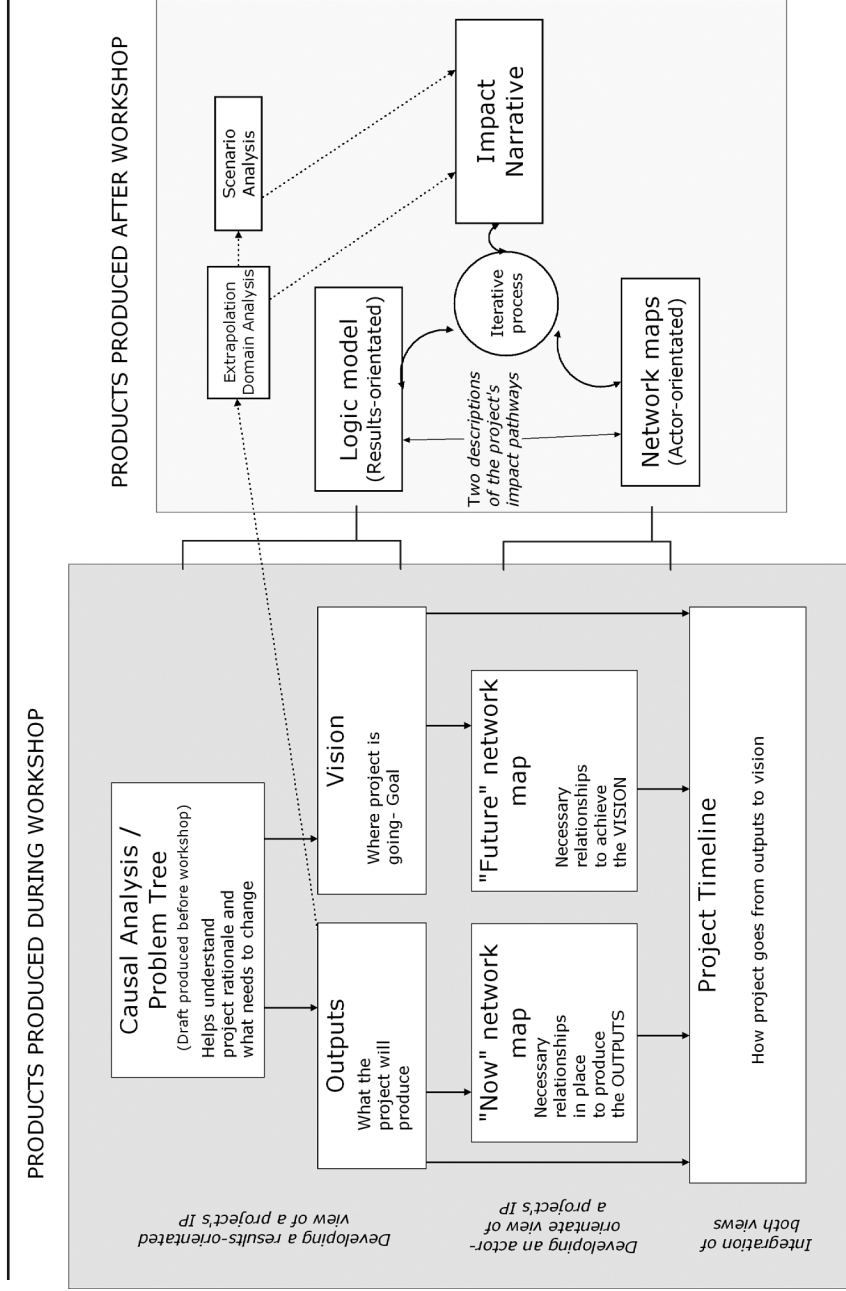 PRODUCTS PRODUCED DURING WORKSHOP
Causal Analysis /
Problem Tree
(Draft produced before workshop)
Helps understand
project rationale and
what needs to change
Outputs
What the
project will
produce
Vision
Where project is
going- Goal
"Now" network
map
Necessary
relationships
in place
to produce
the OUTPUTS
"Future" network
map
Necessary
relationships
to achieve
the VISION
Project Timeline
How project goes from outputs to vision
Developing a results-orientated
view of a project's IP
Developing an actor-
orientate view of
a project's IP
Integration of
both views
PRODUCTS PRODUCED AFTER WORKSHOP
Extrapolation
Domain Analysis
Scenario
Analysis
Logic model
(Results-orientated)
Two descriptions
of the project's
impact pathways
Iterative
process
Impact
Narrative
Network maps
(Actor-orientated)